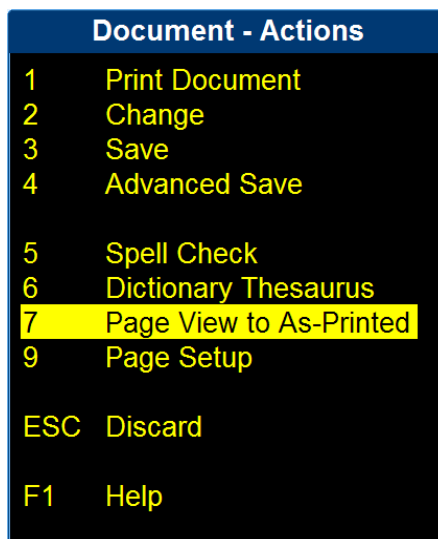 Document - Actions
1 Print Document
2 Change
3 Save
4 Advanced Save
5 Spell Check
6 Dictionary Thesaurus
7 Page View to As-Printed
9 Page Setup
ESC Discard
F1 Help